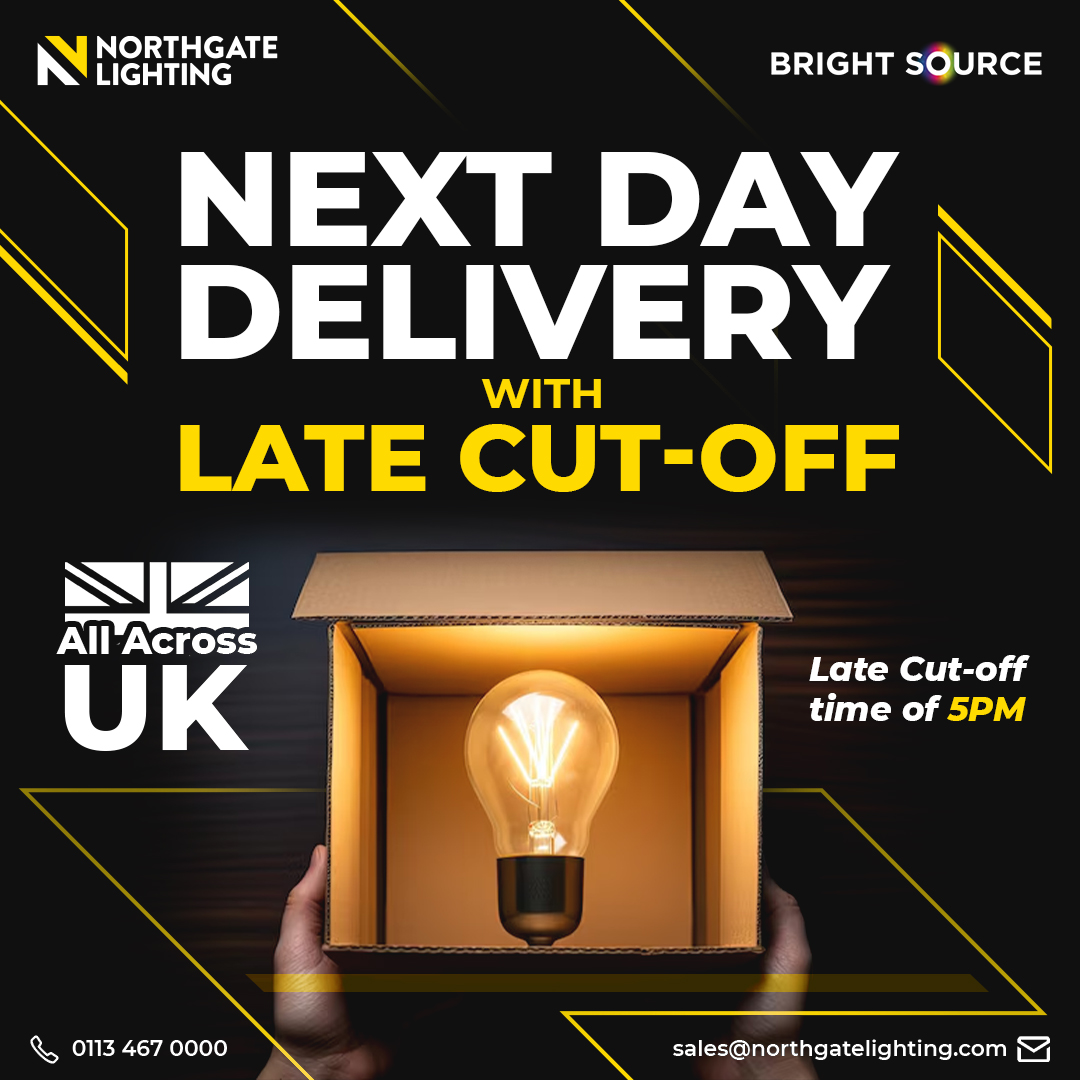 NORTHGATE
LIGHTING
BRIGHT SOURCE
NEXT DAY
DELIVERY
WITH
LATE CUT-OFF
All Across
UK
Late Cut-off
time of 5PM
0113 467 0000
sales@northgatelighting.com